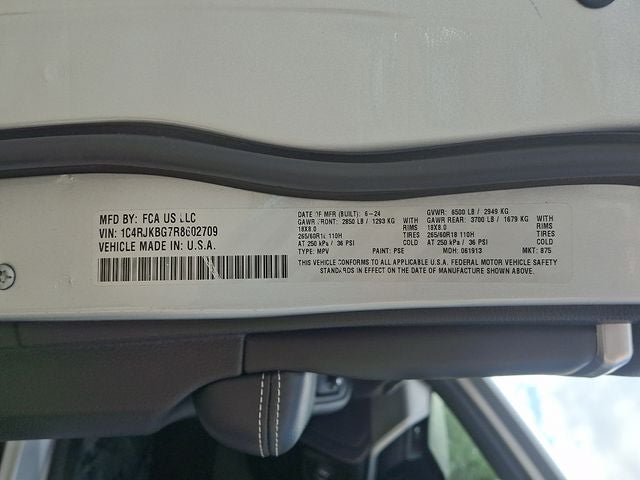 MFD BY: FCA US LLC
VIN: 1C4RJKBG7R8602709
VEHICLE MADE IN: U.S.A.
DATE OF MFR (BUILT): 6-24
GAWR FRONT: 2850 LB / 1293 KG WITH
18X8.0 RIMS
265/60R18 110H TIRES
AT 250 kPa / 36 PSI COLD
TYPE: MPV PAINT: PSE
GVWR: 6500 LB / 2949 KG
GAWR REAR: 3700 LB / 1679 KG WITH
18X8.0 RIMS
265/60R18 110H TIRES
AT 250 kPa / 36 PSI COLD
MDH: 061913 MKT: 875
THIS VEHICLE CONFORMS TO ALL APPLICABLE U.S.A. FEDERAL MOTOR VEHICLE SAFETY
STANDARDS IN EFFECT ON THE DATE OF MANUFACTURE SHOWN ABOVE.